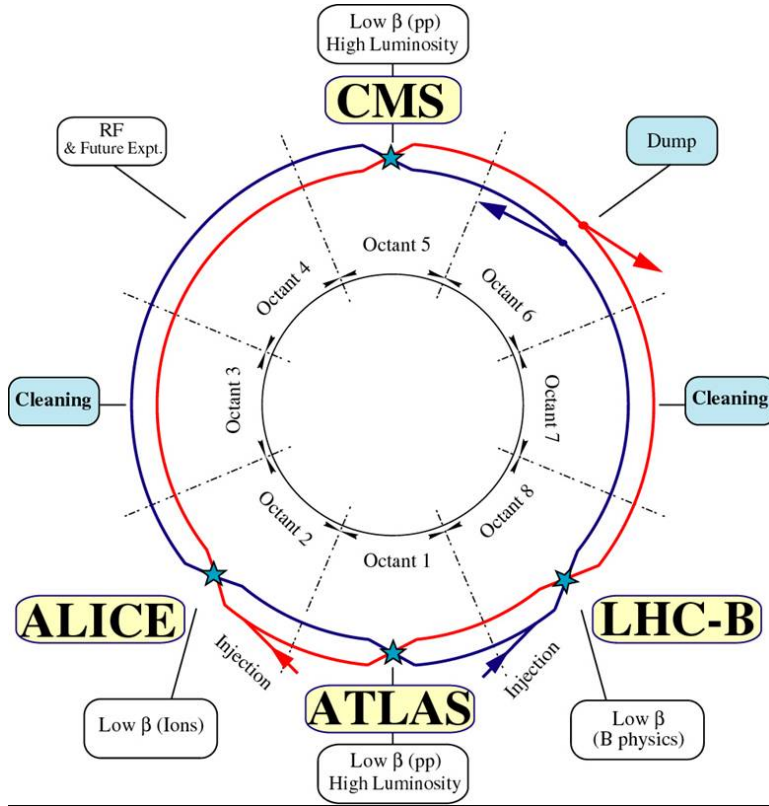 Low β (pp)
High Luminosity
CMS
RF
& Future Expt.
Dump
Octant 5
Octant 4
Octant 6
Cleaning
Octant 3
Octant 7
Cleaning
Octant 2
Octant 8
Octant 1
ALICE
LHC-B
Injection
Injection
ATLAS
Low β (Ions)
Low β
(B physics)
Low β (pp)
High Luminosity